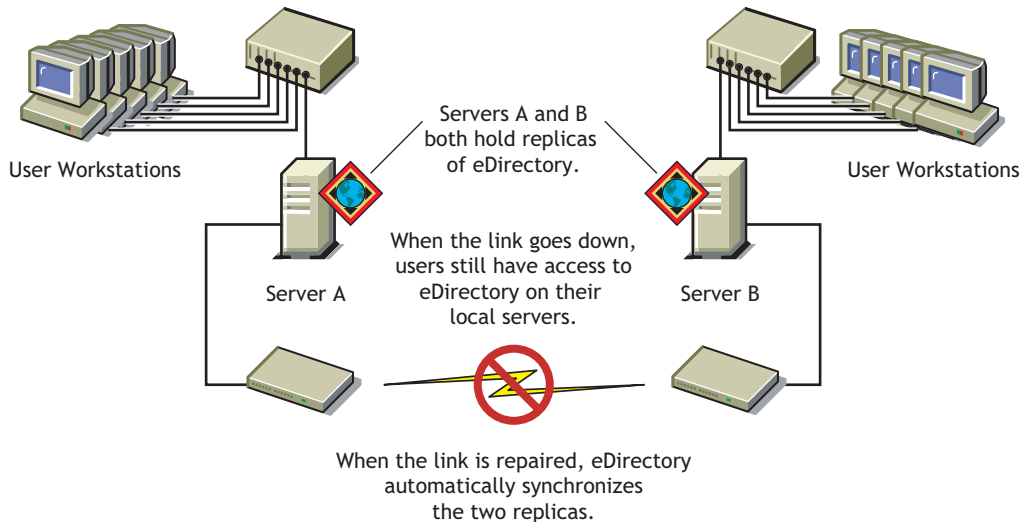 Servers A and B
both hold replicas
of eDirectory.
User Workstations
User Workstations
When the link goes down,
users still have access to
eDirectory on their
local servers.
Server A
Server B
When the link is repaired, eDirectory
automatically synchronizes
the two replicas.